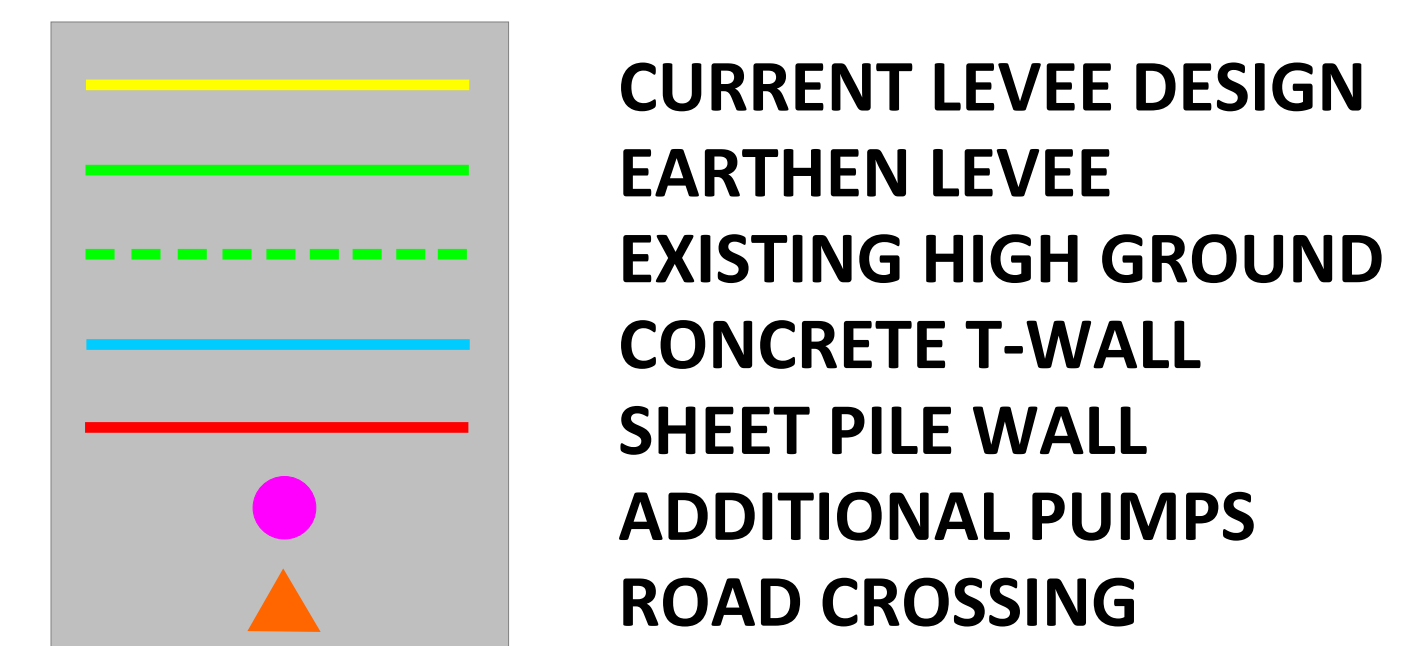 CURRENT LEVEE DESIGN
EARTHEN LEVEE
EXISTING HIGH GROUND
CONCRETE T-WALL
SHEET PILE WALL
ADDITIONAL PUMPS
ROAD CROSSING